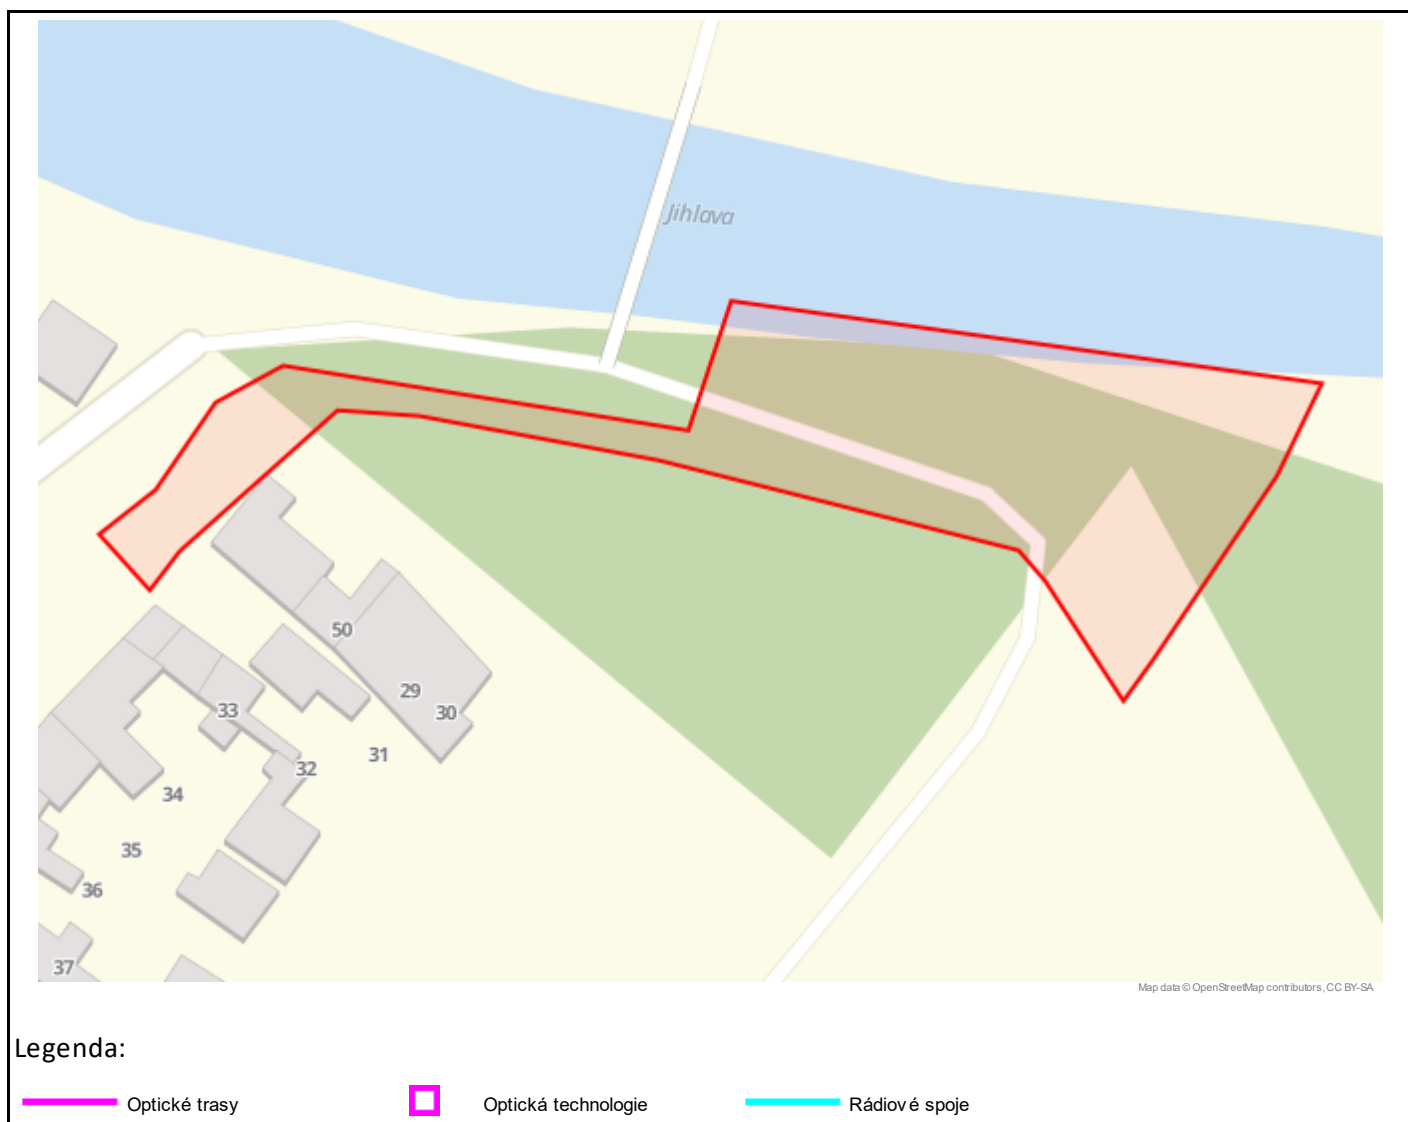 Jihlava
50
29
30
33
31
32
34
35
36
37
Map data © OpenStreetMap contributors, CC BY-SA
Legenda:
Optické trasy
Optická technologie
Rádiové spoje